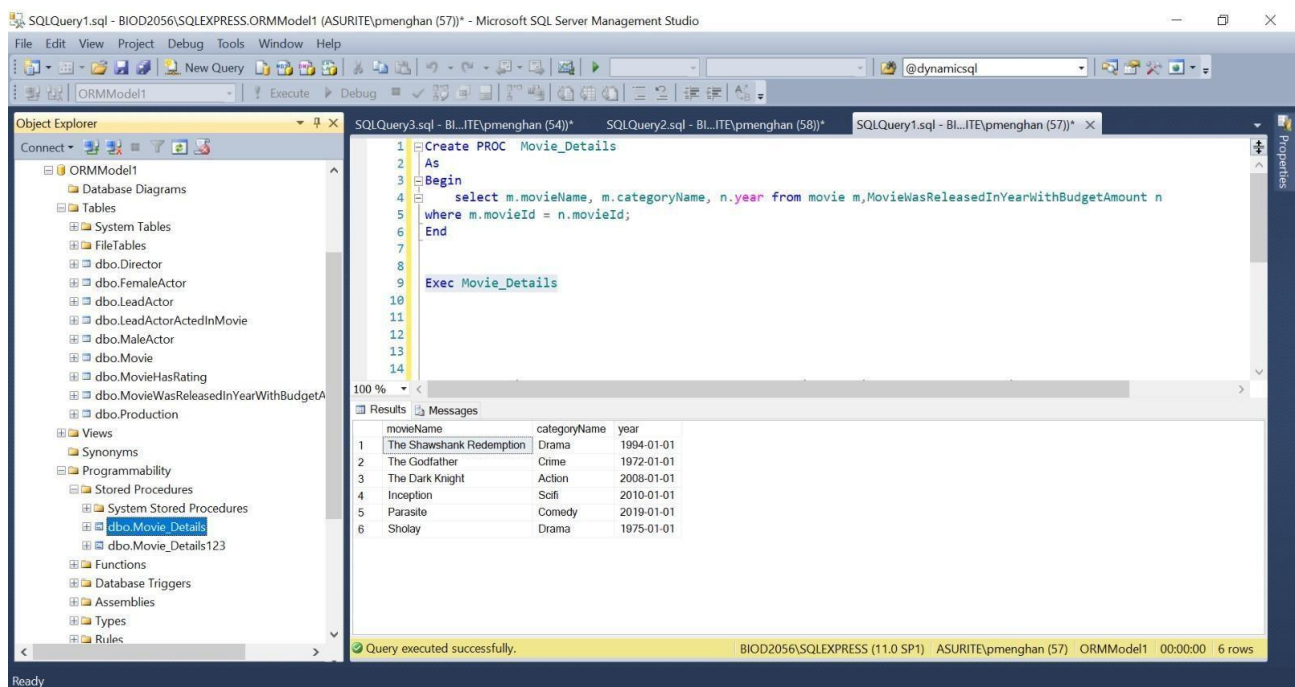 SQLQuery1.sql - BIOD2056\SQLEXPRESS.ORMModel1 (ASURITE\pmenghan (57))* - Microsoft SQL Server Management Studio
File Edit View Project Debug Tools Window Help
New Query @dynamicsql
ORMModel1 Execute Debug
Object Explorer
Connect
ORMModel1
Database Diagrams
Tables
System Tables
FileTables
dbo.Director
dbo.FemaleActor
dbo.LeadActor
dbo.LeadActorActedInMovie
dbo.MaleActor
dbo.Movie
dbo.MovieHasRating
dbo.MovieWasReleasedInYearWithBudgetA
dbo.Production
Views
Synonyms
Programmability
Stored Procedures
System Stored Procedures
dbo.Movie_Details
dbo.Movie_Details123
Functions
Database Triggers
Assemblies
Types
Rules
SQLQuery3.sql - BI...ITE\pmenghan (54))* SQLQuery2.sql - BI...ITE\pmenghan (58))* SQLQuery1.sql - BI...ITE\pmenghan (57))*
1 Create PROC Movie_Details
2 As
3 Begin
4 select m.movieName, m.categoryName, n.year from movie m,MovieWasReleasedInYearWithBudgetAmount n
5 where m.movieId = n.movieId;
6 End
7
8
9 Exec Movie_Details
10
11
12
13
14
100 %
Results Messages
movieName categoryName year
1 The Shawshank Redemption Drama 1994-01-01
2 The Godfather Crime 1972-01-01
3 The Dark Knight Action 2008-01-01
4 Inception Scifi 2010-01-01
5 Parasite Comedy 2019-01-01
6 Sholay Drama 1975-01-01
Query executed successfully. BIOD2056\SQLEXPRESS (11.0 SP1) ASURITE\pmenghan (57) ORMModel1 00:00:00 6 rows
Properties
Ready